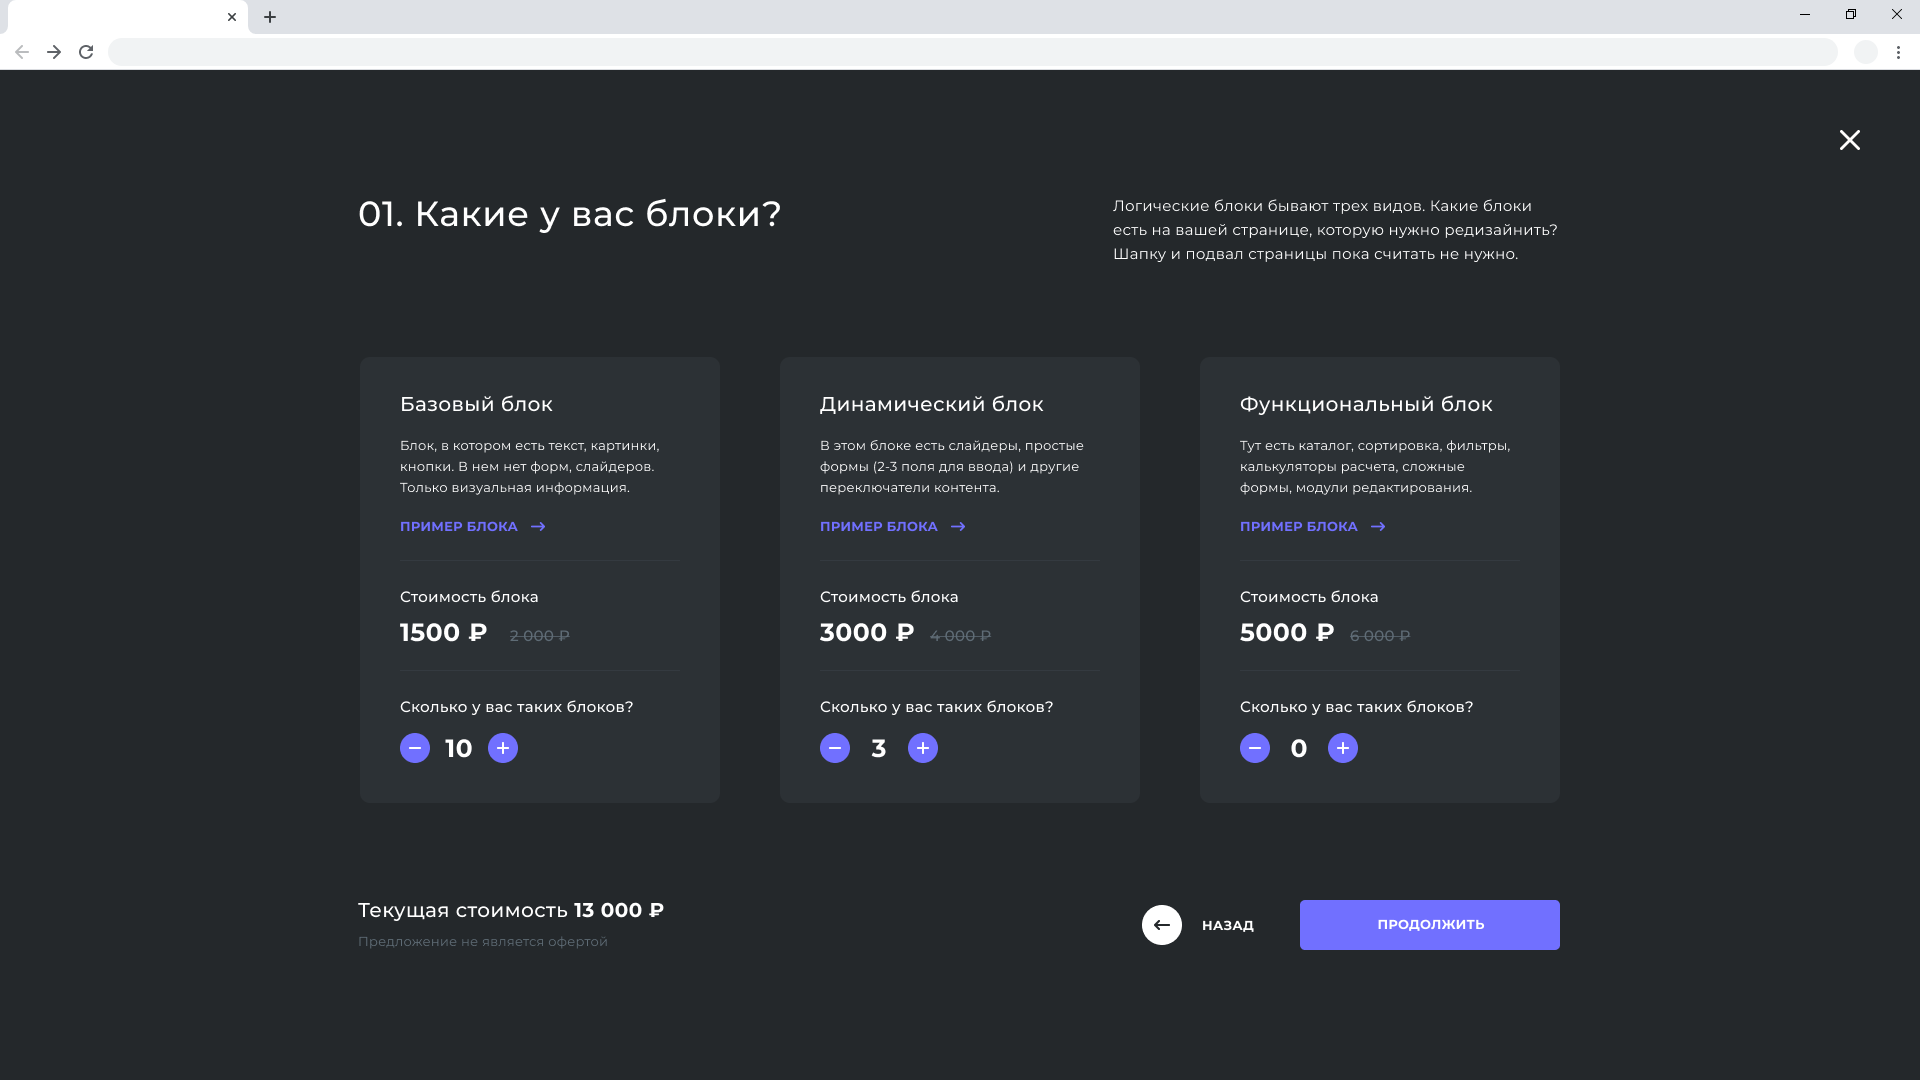 01. Какие у вас блоки?
Логические блоки бывают трех видов. Какие блоки
есть на вашей странице, которую нужно редизайнить?
Шапку и подвал страницы пока считать не нужно.
Базовый блок
Блок, в котором есть текст, картинки,
кнопки. В нем нет форм, слайдеров.
Только визуальная информация.
ПРИМЕР БЛОКА →
Стоимость блока
1500 ₽ 2 000 ₽
Сколько у вас таких блоков?
10
Динамический блок
В этом блоке есть слайдеры, простые
формы (2-3 поля для ввода) и другие
переключатели контента.
ПРИМЕР БЛОКА →
Стоимость блока
3000 ₽ 4 000 ₽
Сколько у вас таких блоков?
3
Функциональный блок
Тут есть каталог, сортировка, фильтры,
калькуляторы расчета, сложные
формы, модули редактирования.
ПРИМЕР БЛОКА →
Стоимость блока
5000 ₽ 6 000 ₽
Сколько у вас таких блоков?
0
Текущая стоимость 13 000 ₽
Предложение не является офертой
НАЗАД
ПРОДОЛЖИТЬ